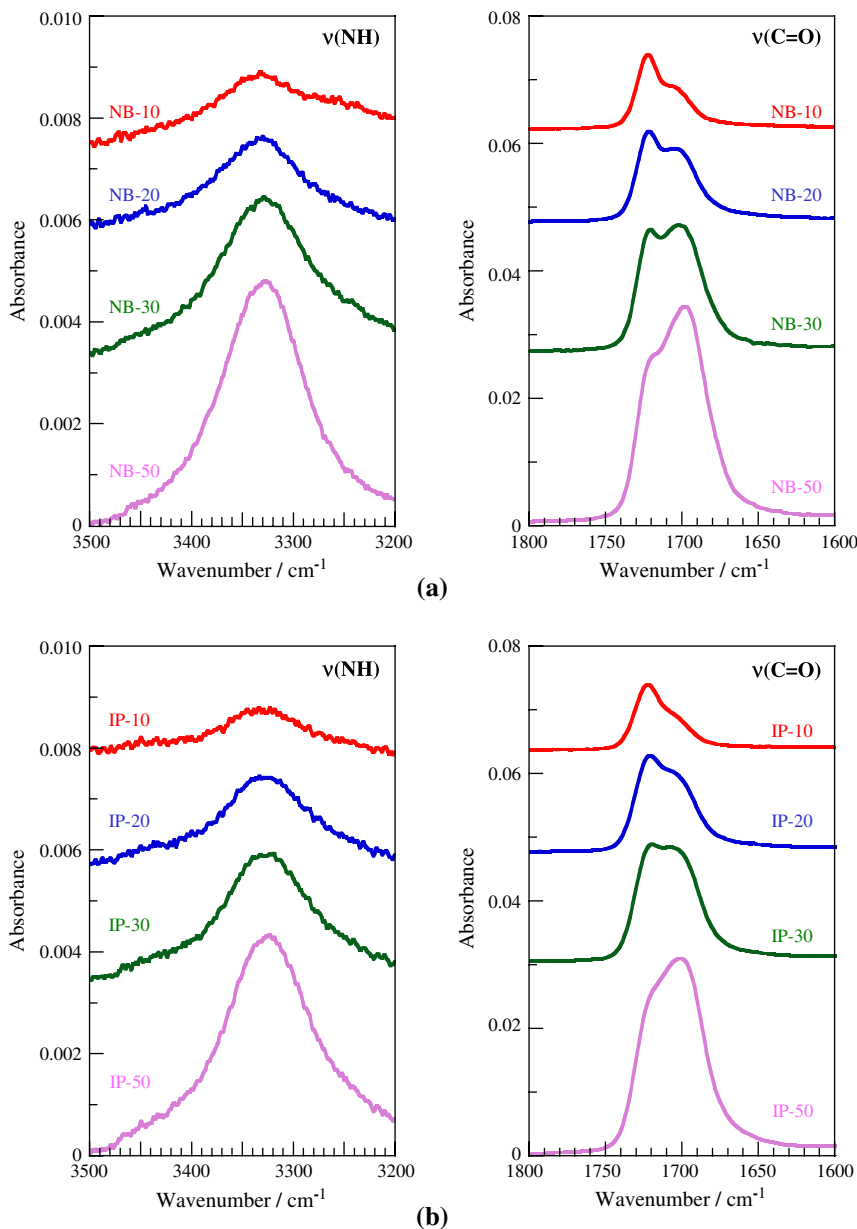 0.010
0.008
0.006
0.004
0.002
0
Absorbance
ν(NH)
NB-10
NB-20
NB-30
NB-50
3500 3400 3300 3200
Wavenumber / cm⁻¹
0.08
0.06
0.04
0.02
0
Absorbance
ν(C=O)
NB-10
NB-20
NB-30
NB-50
1800 1750 1700 1650 1600
Wavenumber / cm⁻¹
(a)
0.010
0.008
0.006
0.004
0.002
0
Absorbance
ν(NH)
IP-10
IP-20
IP-30
IP-50
3500 3400 3300 3200
Wavenumber / cm⁻¹
0.08
0.06
0.04
0.02
0
Absorbance
ν(C=O)
IP-10
IP-20
IP-30
IP-50
1800 1750 1700 1650 1600
Wavenumber / cm⁻¹
(b)